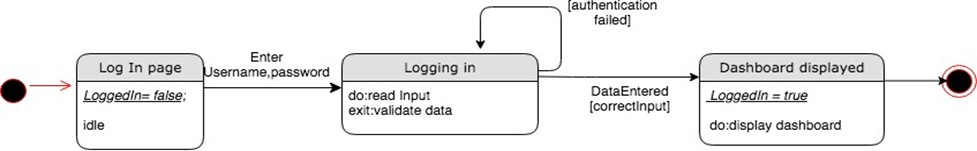 [authentication
failed]
Log In page
Enter
Username,password
Logging in
Dashboard displayed
LoggedIn= false;
idle
do:read Input
exit:validate data
DataEntered
[correctInput]
LoggedIn = true
do:display dashboard